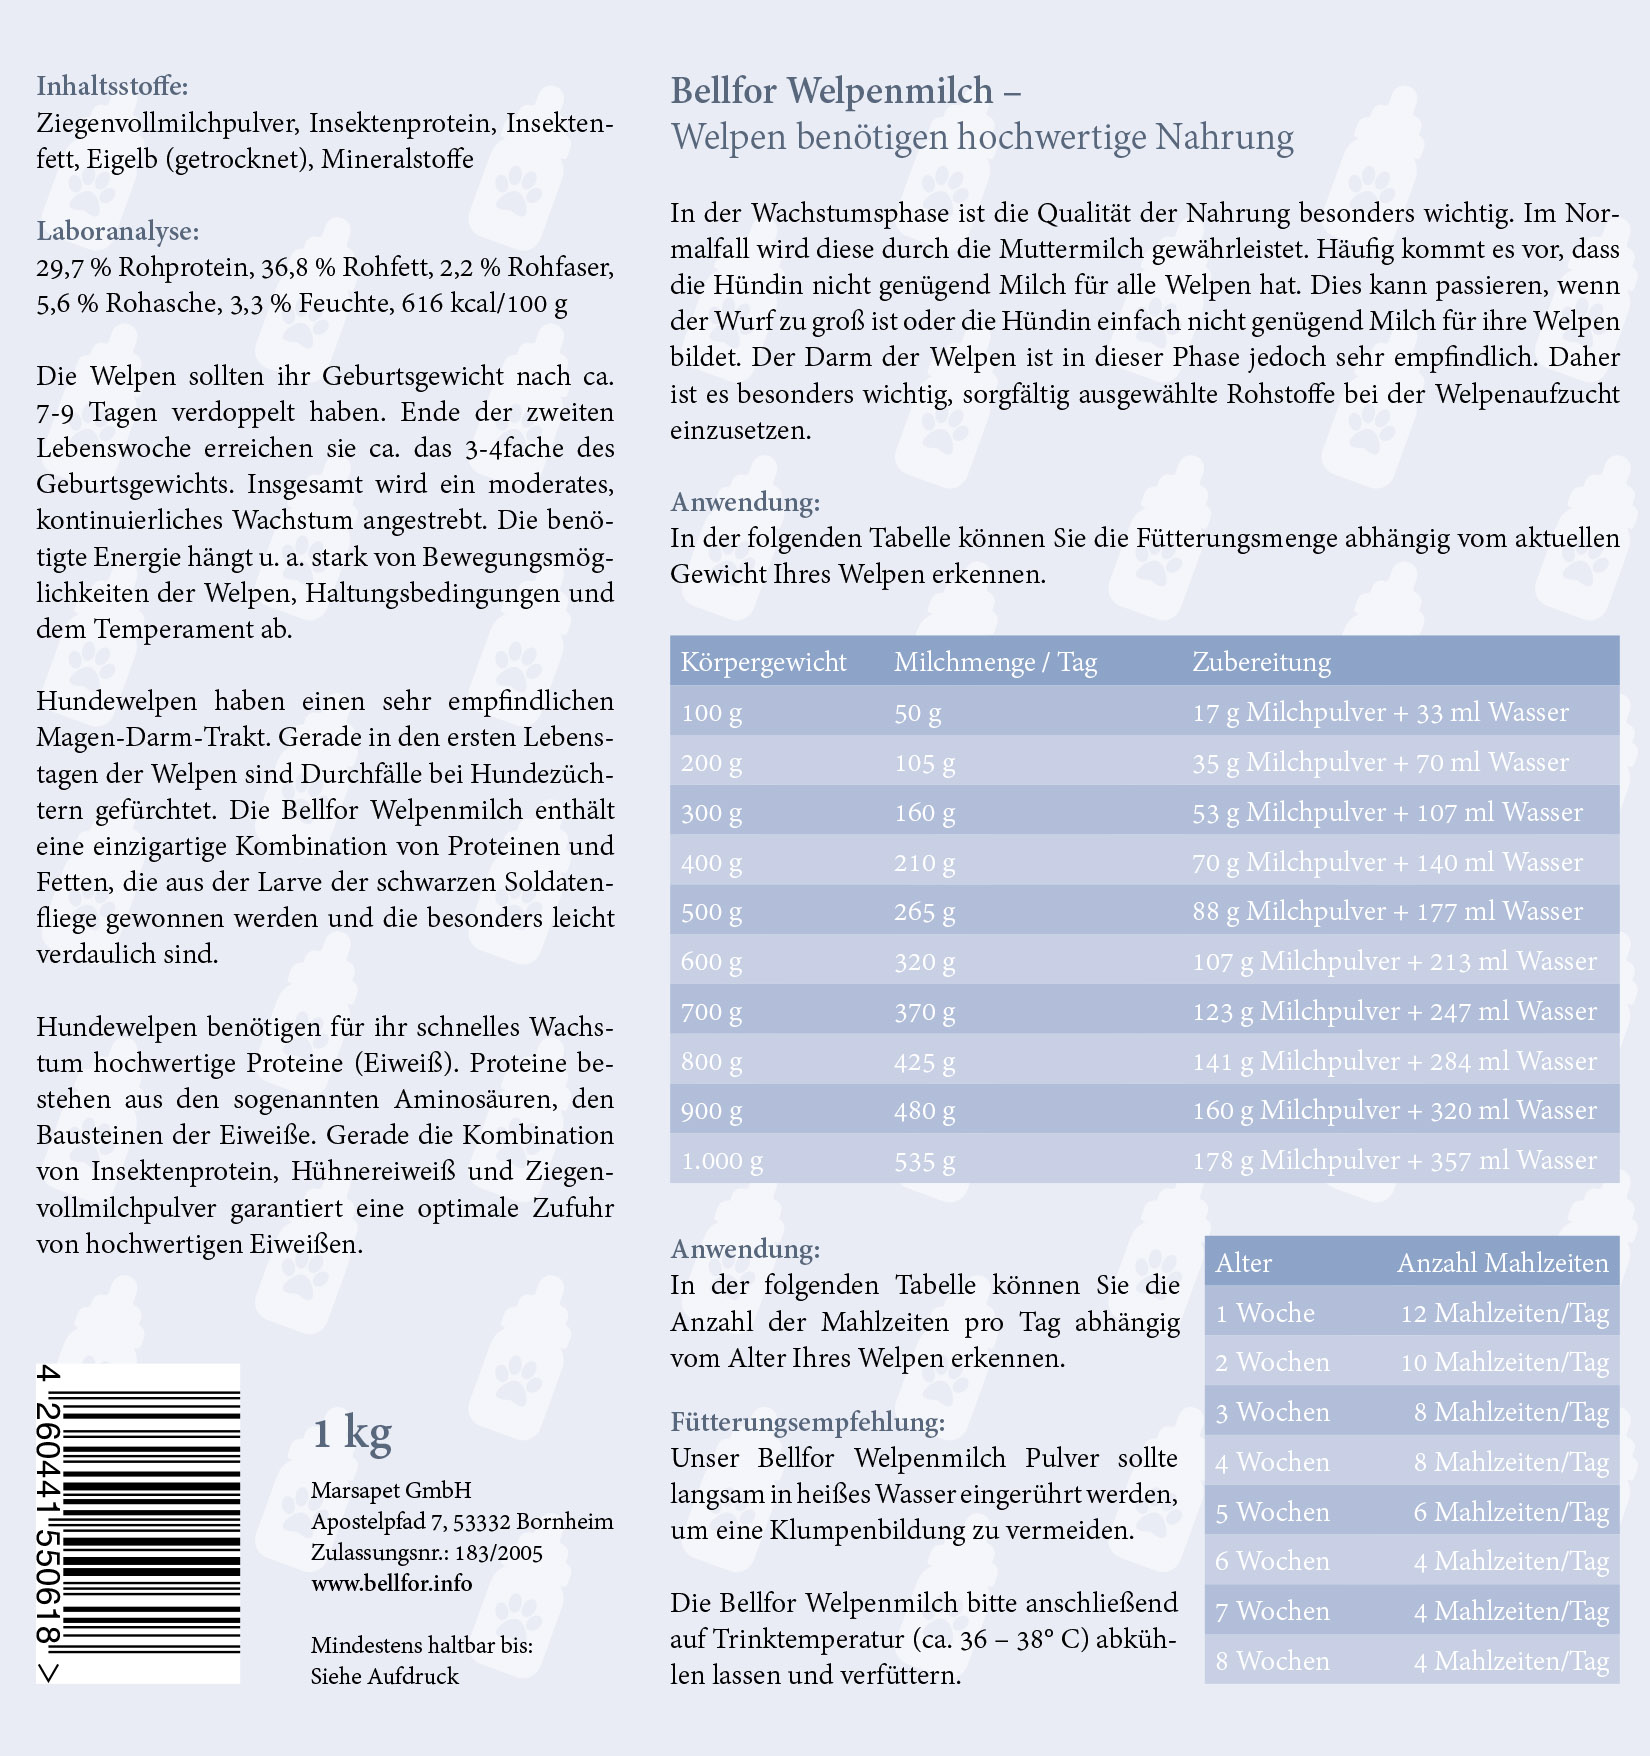 Inhaltsstoffe:
Ziegenvollmilchpulver, Insektenprotein, Insekten-
fett, Eigelb (getrocknet), Mineralstoffe
Laboranalyse:
29,7 % Rohprotein, 36,8 % Rohfett, 2,2 % Rohfaser,
5,6 % Rohasche, 3,3 % Feuchte, 616 kcal/100 g
Die Welpen sollten ihr Geburtsgewicht nach ca.
7-9 Tagen verdoppelt haben. Ende der zweiten
Lebenswoche erreichen sie ca. das 3-4fache des
Geburtsgewichts. Insgesamt wird ein moderates,
kontinuierliches Wachstum angestrebt. Die benö-
tigte Energie hängt u. a. stark von Bewegungsmög-
lichkeiten der Welpen, Haltungsbedingungen und
dem Temperament ab.
Hundewelpen haben einen sehr empfindlichen
Magen-Darm-Trakt. Gerade in den ersten Lebens-
tagen der Welpen sind Durchfälle bei Hundezüch-
tern gefürchtet. Die Bellfor Welpenmilch enthält
eine einzigartige Kombination von Proteinen und
Fetten, die aus der Larve der schwarzen Soldaten-
fliege gewonnen werden und die besonders leicht
verdaulich sind.
Hundewelpen benötigen für ihr schnelles Wachs-
tum hochwertige Proteine (Eiweiß). Proteine be-
stehen aus den sogenannten Aminosäuren, den
Bausteinen der Eiweiße. Gerade die Kombination
von Insektenprotein, Hühnereiweiß und Ziegen-
vollmilchpulver garantiert eine optimale Zufuhr
von hochwertigen Eiweißen.
4 260441 550618 >
1 kg
Marsapet GmbH
Apostelpfad 7, 53332 Bornheim
Zulassungsnr.: 183/2005
www.bellfor.info
Mindestens haltbar bis:
Siehe Aufdruck
Bellfor Welpenmilch –
Welpen benötigen hochwertige Nahrung
In der Wachstumsphase ist die Qualität der Nahrung besonders wichtig. Im Nor-
malfall wird diese durch die Muttermilch gewährleistet. Häufig kommt es vor, dass
die Hündin nicht genügend Milch für alle Welpen hat. Dies kann passieren, wenn
der Wurf zu groß ist oder die Hündin einfach nicht genügend Milch für ihre Welpen
bildet. Der Darm der Welpen ist in dieser Phase jedoch sehr empfindlich. Daher
ist es besonders wichtig, sorgfältig ausgewählte Rohstoffe bei der Welpenaufzucht
einzusetzen.
Anwendung:
In der folgenden Tabelle können Sie die Fütterungsmenge abhängig vom aktuellen
Gewicht Ihres Welpen erkennen.
Körpergewicht Milchmenge / Tag Zubereitung
100 g 50 g 17 g Milchpulver + 33 ml Wasser
200 g 105 g 35 g Milchpulver + 70 ml Wasser
300 g 160 g 53 g Milchpulver + 107 ml Wasser
400 g 210 g 70 g Milchpulver + 140 ml Wasser
500 g 265 g 88 g Milchpulver + 177 ml Wasser
600 g 320 g 107 g Milchpulver + 213 ml Wasser
700 g 370 g 123 g Milchpulver + 247 ml Wasser
800 g 425 g 141 g Milchpulver + 284 ml Wasser
900 g 480 g 160 g Milchpulver + 320 ml Wasser
1.000 g 535 g 178 g Milchpulver + 357 ml Wasser
Anwendung:
In der folgenden Tabelle können Sie die
Anzahl der Mahlzeiten pro Tag abhängig
vom Alter Ihres Welpen erkennen.
Fütterungsempfehlung:
Unser Bellfor Welpenmilch Pulver sollte
langsam in heißes Wasser eingerührt werden,
um eine Klumpenbildung zu vermeiden.
Die Bellfor Welpenmilch bitte anschließend
auf Trinktemperatur (ca. 36 – 38° C) abküh-
len lassen und verfüttern.
Alter Anzahl Mahlzeiten
1 Woche 12 Mahlzeiten/Tag
2 Wochen 10 Mahlzeiten/Tag
3 Wochen 8 Mahlzeiten/Tag
4 Wochen 8 Mahlzeiten/Tag
5 Wochen 6 Mahlzeiten/Tag
6 Wochen 4 Mahlzeiten/Tag
7 Wochen 4 Mahlzeiten/Tag
8 Wochen 4 Mahlzeiten/Tag